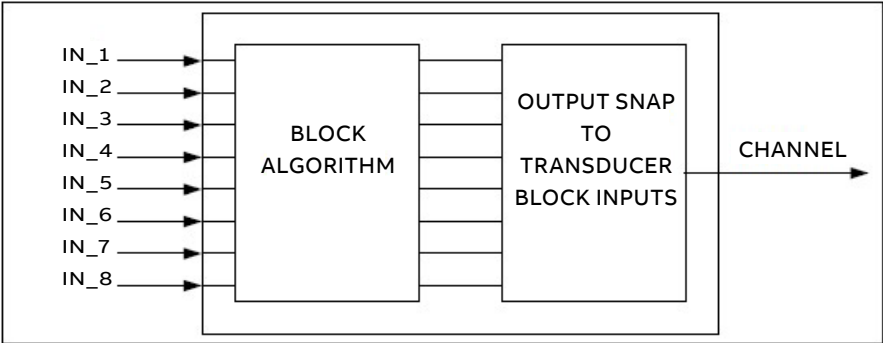 IN_1
IN_2
IN_3
IN_4
IN_5
IN_6
IN_7
IN_8
BLOCK
ALGORITHM
OUTPUT SNAP
TO
TRANSDUCER
BLOCK INPUTS
CHANNEL